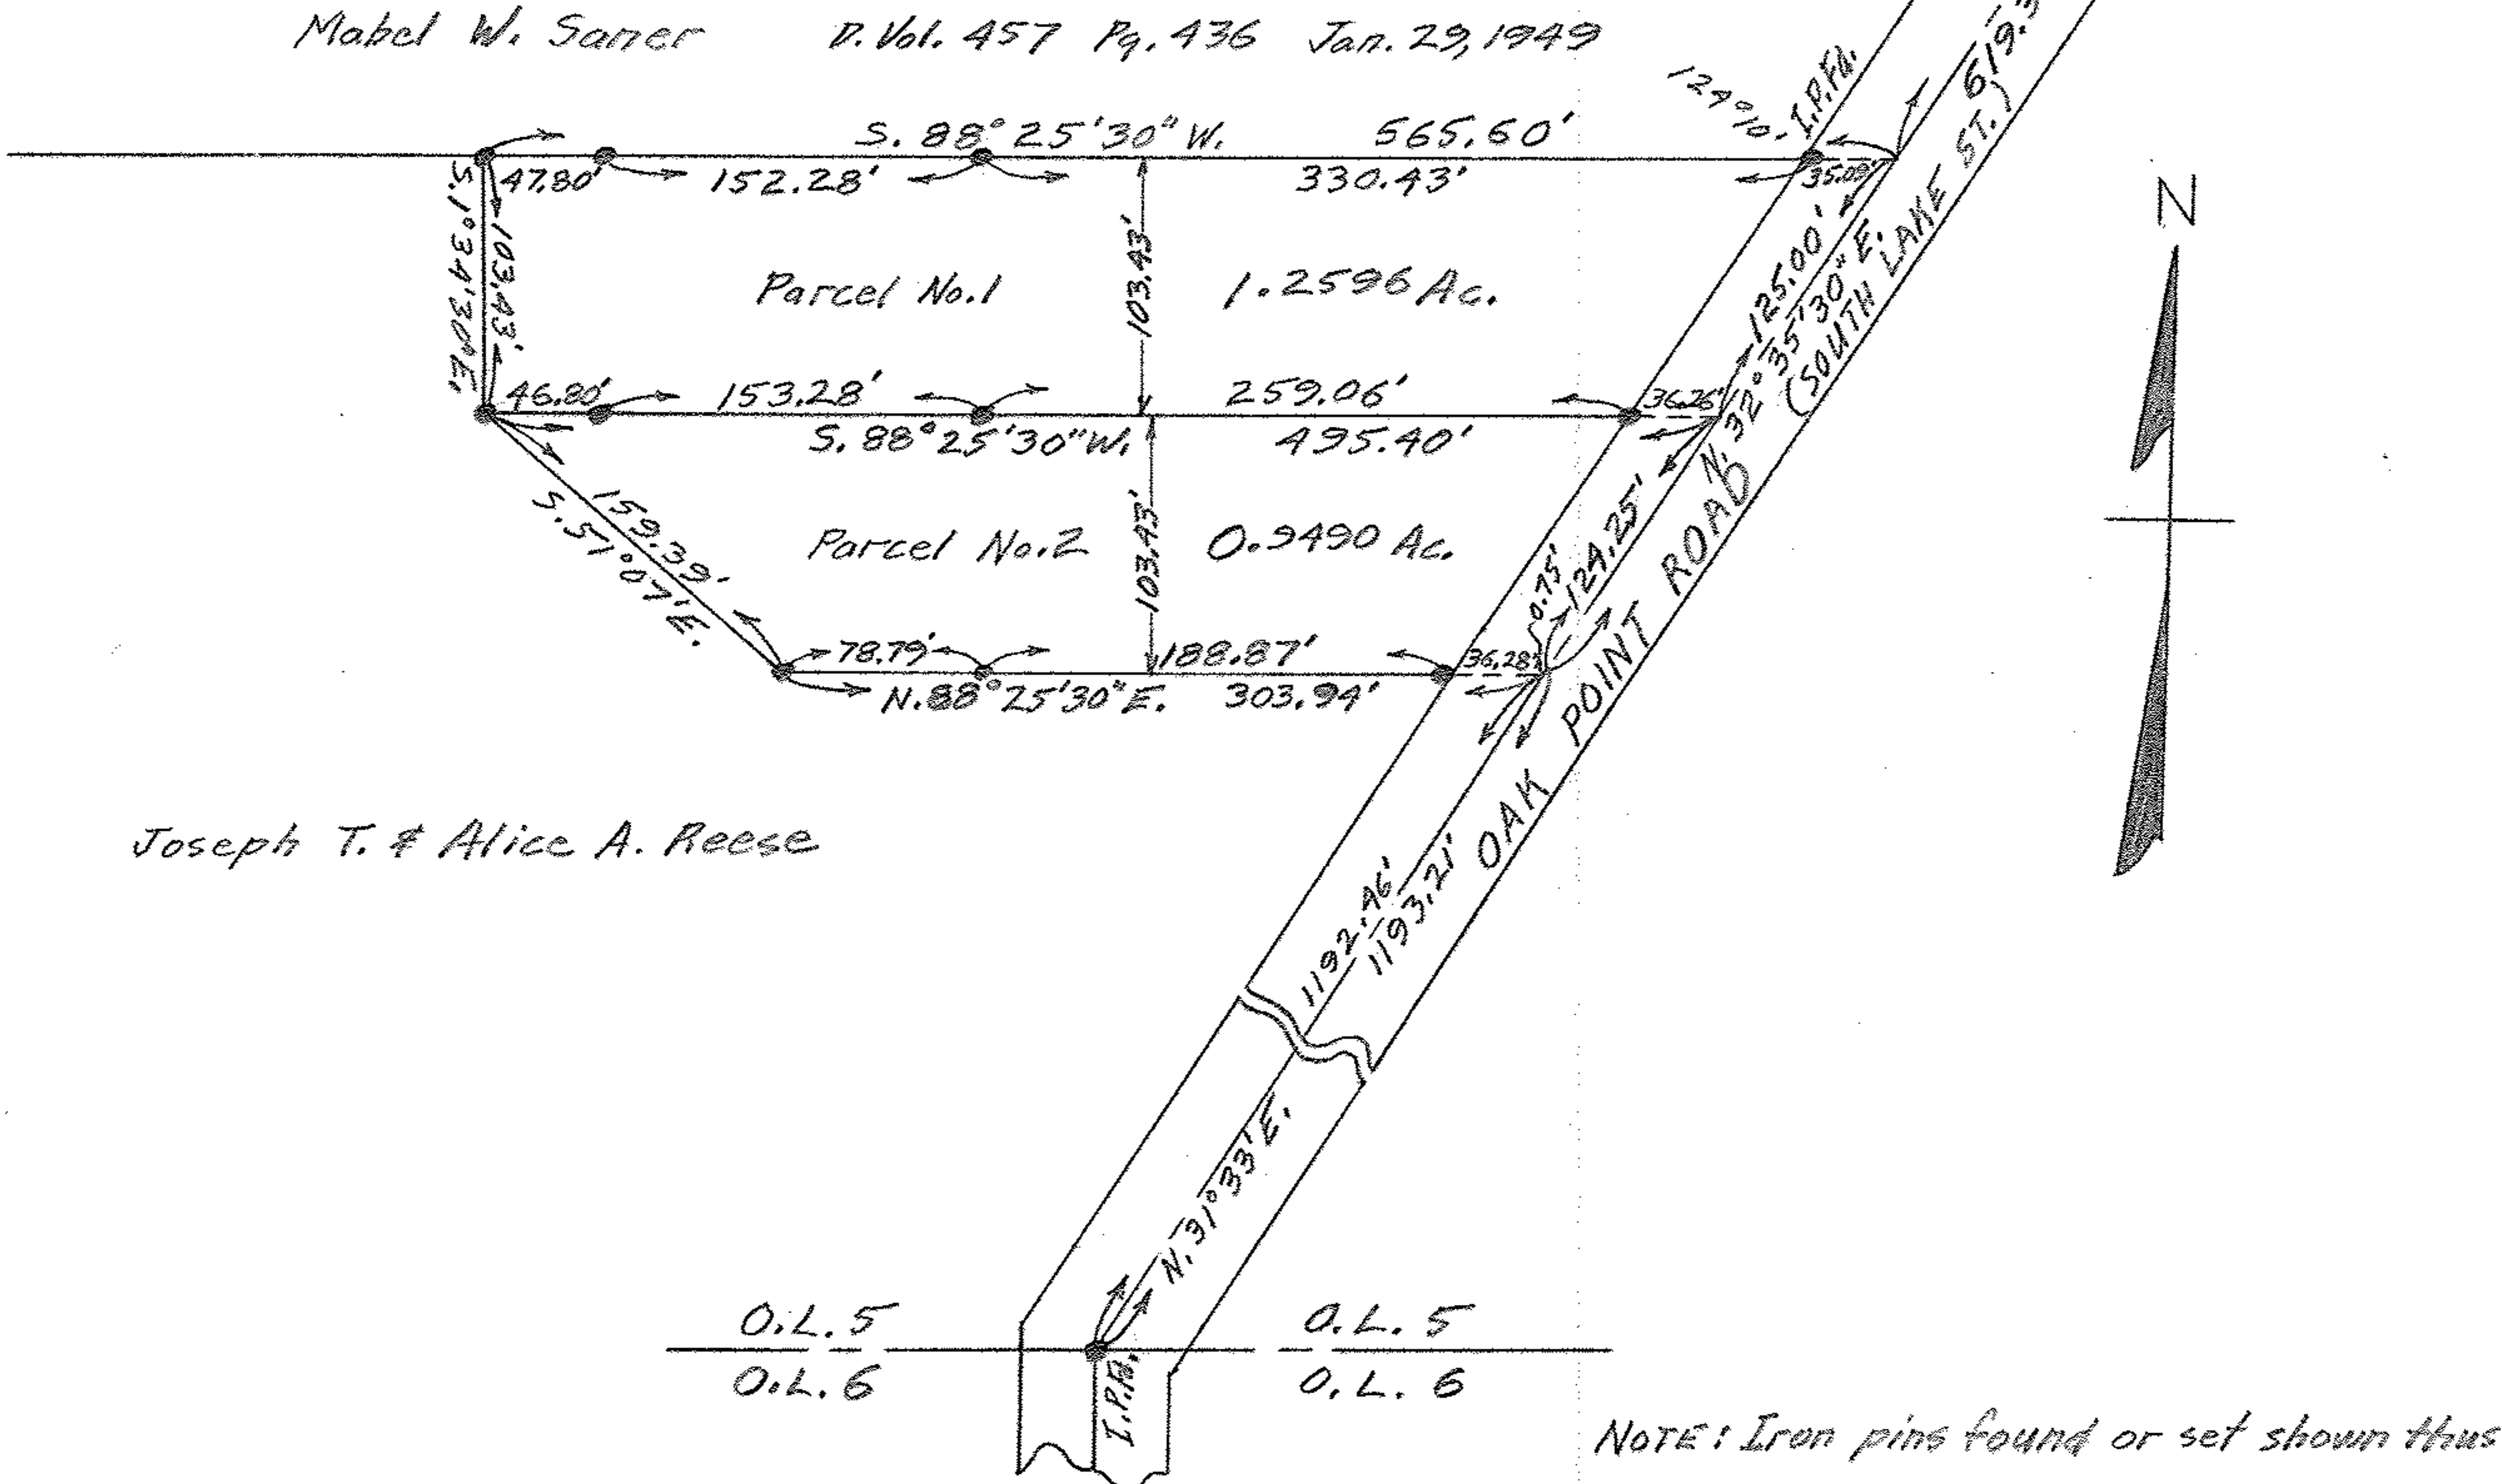 Mabel W. Saner D. Vol. 457 Pg. 436 Jan. 29, 1949
I.P.Fd.
S. 88° 25' 30" W. 565.60'
47.80' 152.28' 330.43' 35.09'
S. 1° 34' 30" E.
103.43'
103.43'
Parcel No.1 1.2596 Ac.
125.00'
N. 32° 35' 30" E.
(SOUTH LAKE ST.)
N
46.80' 153.28' 259.06' 36.26'
S. 88° 25' 30" W. 495.40'
159.39'
S. 51° 07' E.
103.43'
Parcel No.2 0.9490 Ac.
124.25'
0.75'
78.79' 188.87' 36.28'
N. 88° 25' 30" E. 303.94'
OAK POINT ROAD
Joseph T. & Alice A. Reese
1192.46'
1193.21'
N. 31° 33' E.
O.L. 5 O.L. 5
O.L. 6 O.L. 6
I.P.Fd.
NOTE: Iron pins found or set shown thus